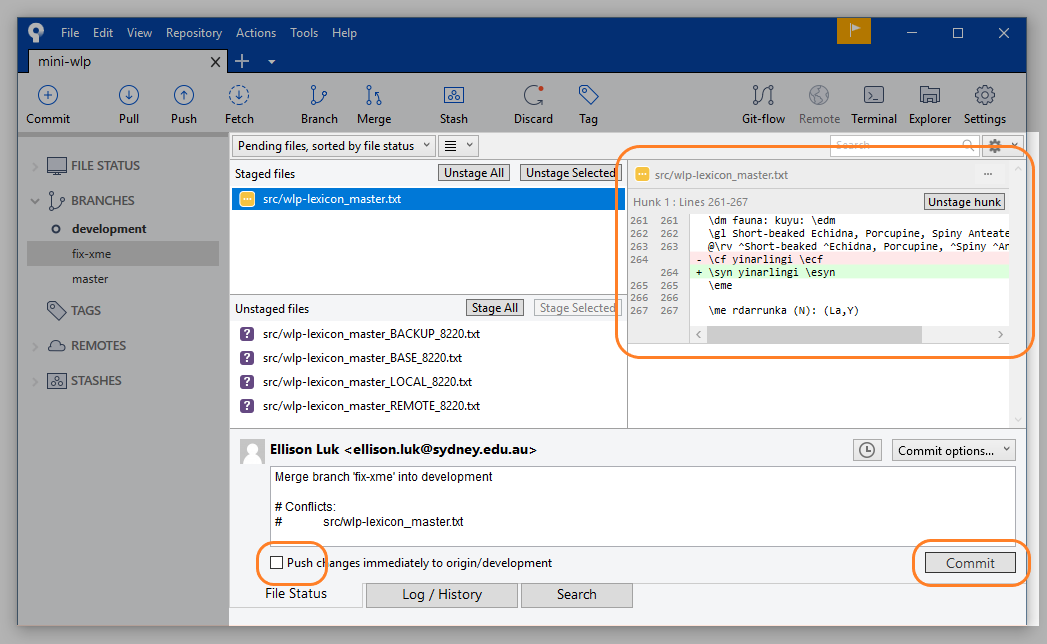 File Edit View Repository Actions Tools Help
mini-wlp
Commit Pull Push Fetch Branch Merge Stash Discard Tag Git-flow Remote Terminal Explorer Settings
Pending files, sorted by file status
Search
FILE STATUS
BRANCHES
development
fix-xme
master
TAGS
REMOTES
STASHES
Staged files
Unstage All
Unstage Selected
src/wlp-lexicon_master.txt
Unstaged files
Stage All
Stage Selected
? src/wlp-lexicon_master_BACKUP_8220.txt
? src/wlp-lexicon_master_BASE_8220.txt
? src/wlp-lexicon_master_LOCAL_8220.txt
? src/wlp-lexicon_master_REMOTE_8220.txt
src/wlp-lexicon_master.txt
Hunk 1 : Lines 261-267
Unstage hunk
261 261 \dm fauna: kuyu: \edm
262 262 \gl Short-beaked Echidna, Porcupine, Spiny Anteate
263 263 @\rv ^Short-beaked ^Echidna, Porcupine, ^Spiny ^An
264 - \cf yinarlingi \ecf
264 + \syn yinarlingi \esyn
265 265 \eme
266 266
267 267 \me rdarrunka (N): (La,Y)
Ellison Luk <ellison.luk@sydney.edu.au>
Commit options...
Merge branch 'fix-xme' into development
# Conflicts:
# src/wlp-lexicon_master.txt
Push changes immediately to origin/development
Commit
File Status
Log / History
Search